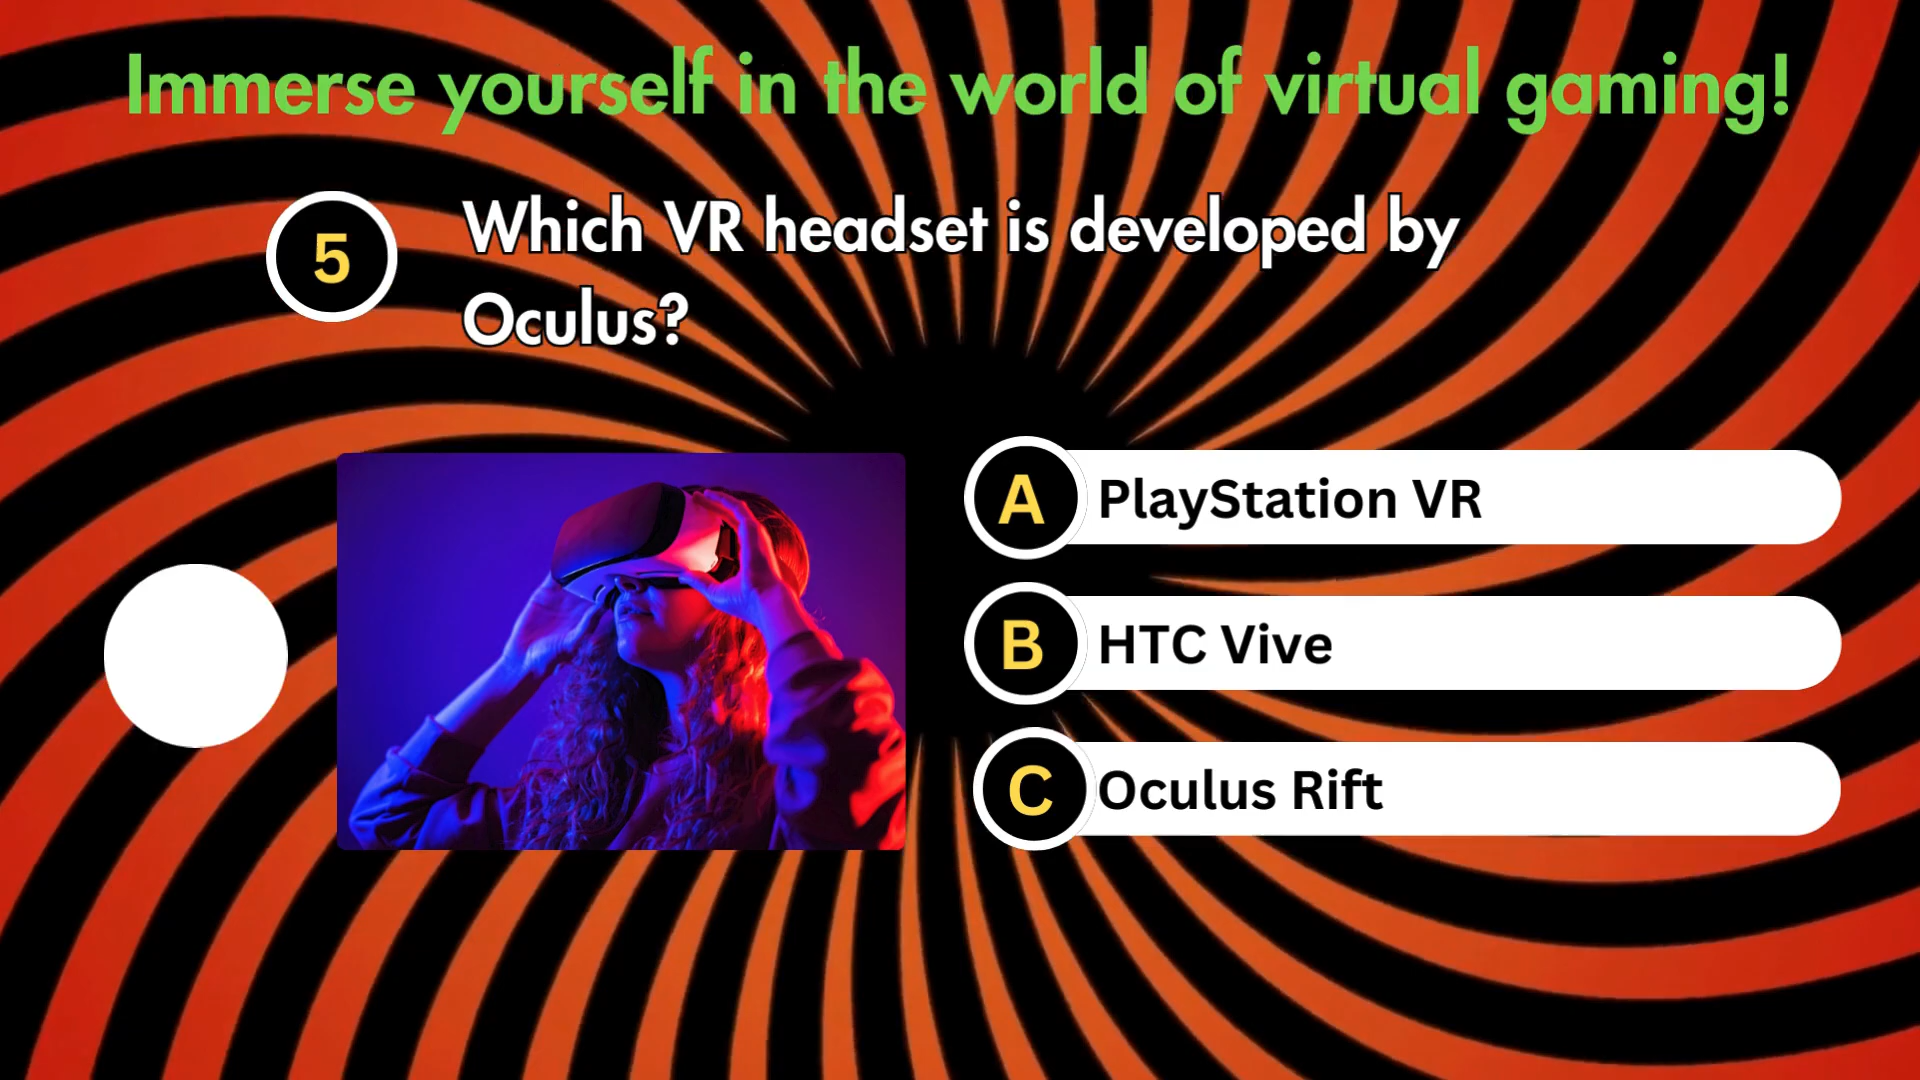 Immerse yourself in the world of virtual gaming!
5
Which VR headset is developed by
Oculus?
A PlayStation VR
B HTC Vive
C Oculus Rift